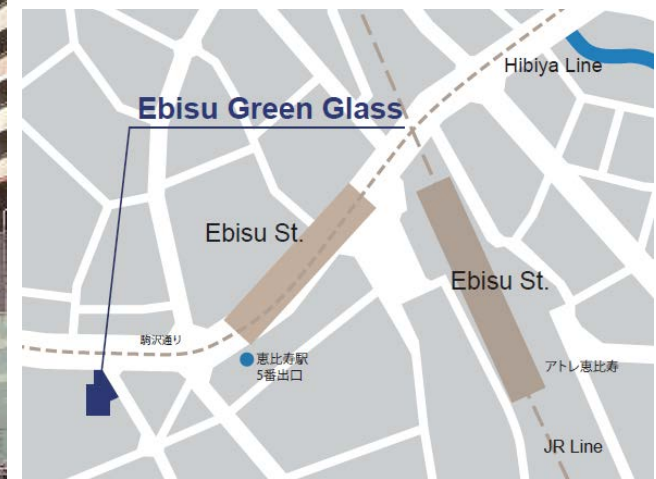 Hibiya Line
Ebisu Green Glass
Ebisu St.
Ebisu St.
駒沢通り
恵比寿駅
5番出口
アトレ恵比寿
JR Line